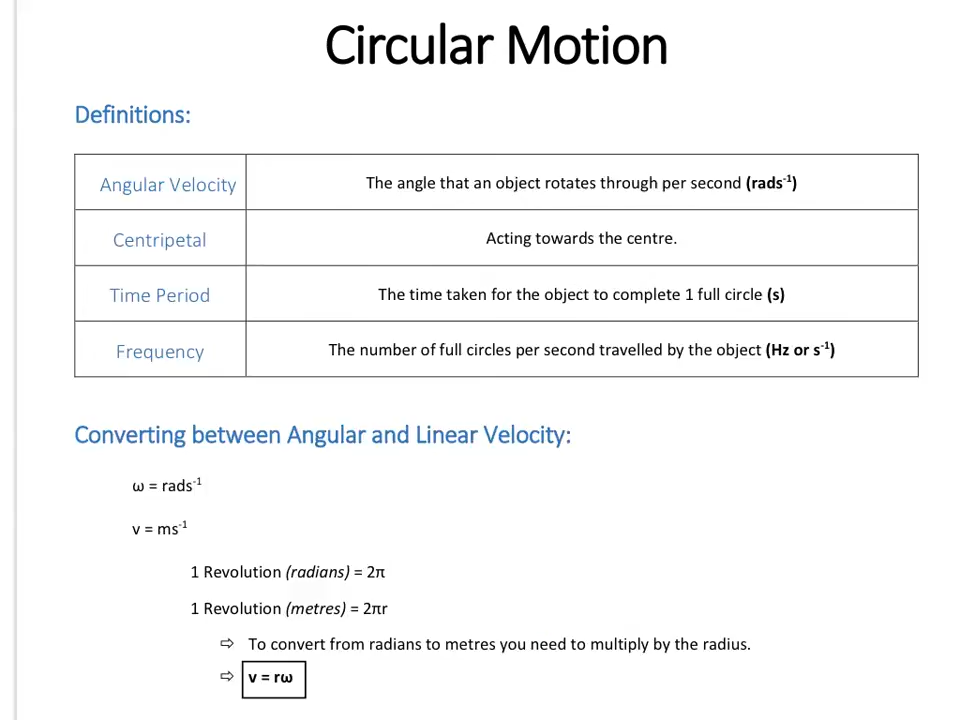 Circular Motion
Definitions:
Angular Velocity
The angle that an object rotates through per second (rads⁻¹)
Centripetal
Acting towards the centre.
Time Period
The time taken for the object to complete 1 full circle (s)
Frequency
The number of full circles per second travelled by the object (Hz or s⁻¹)
Converting between Angular and Linear Velocity:
ω = rads⁻¹
v = ms⁻¹
1 Revolution (radians) = 2π
1 Revolution (metres) = 2πr
⇨ To convert from radians to metres you need to multiply by the radius.
⇨ v = rω